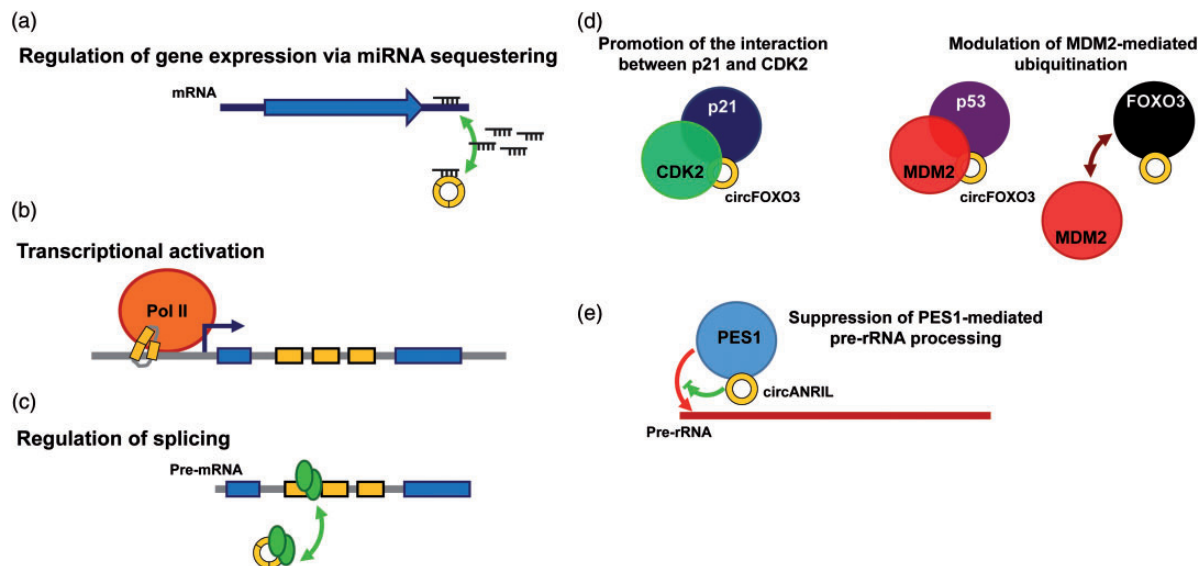 (a)
Regulation of gene expression via miRNA sequestering
mRNA
(b)
Transcriptional activation
Pol II
(c)
Regulation of splicing
Pre-mRNA
(d)
Promotion of the interaction
between p21 and CDK2
p21
CDK2
circFOXO3
Modulation of MDM2-mediated
ubiquitination
p53
MDM2
circFOXO3
FOXO3
MDM2
(e)
Suppression of PES1-mediated
pre-rRNA processing
PES1
circANRIL
Pre-rRNA